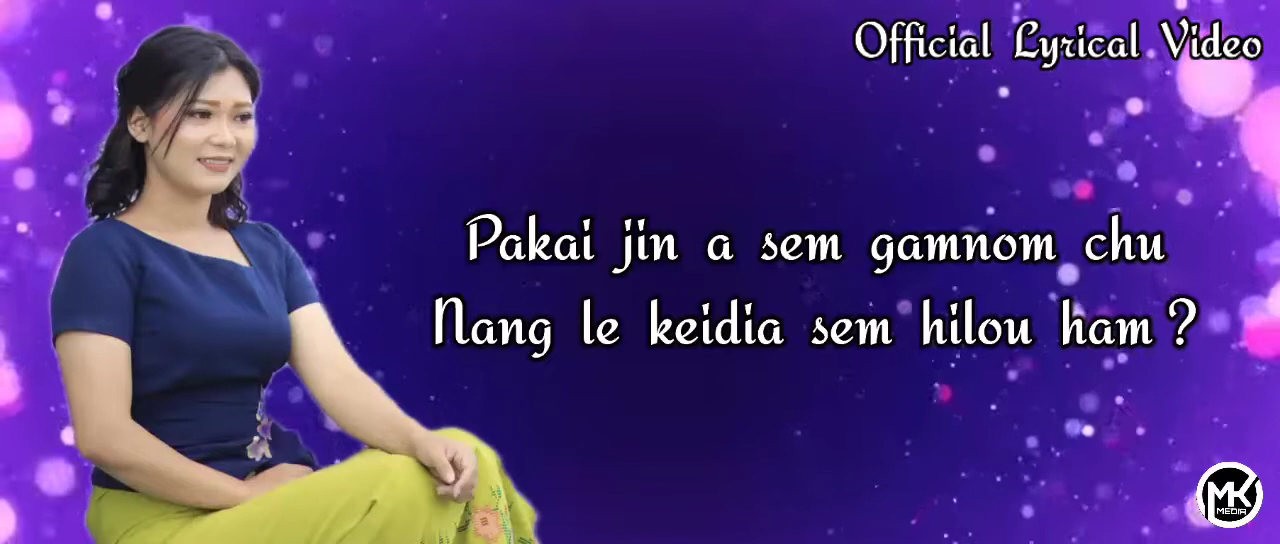 Official Lyrical Video
Pakai jin a sem gamnom chu
Nang le keidia sem hilou ham ?
MK
MEDIA